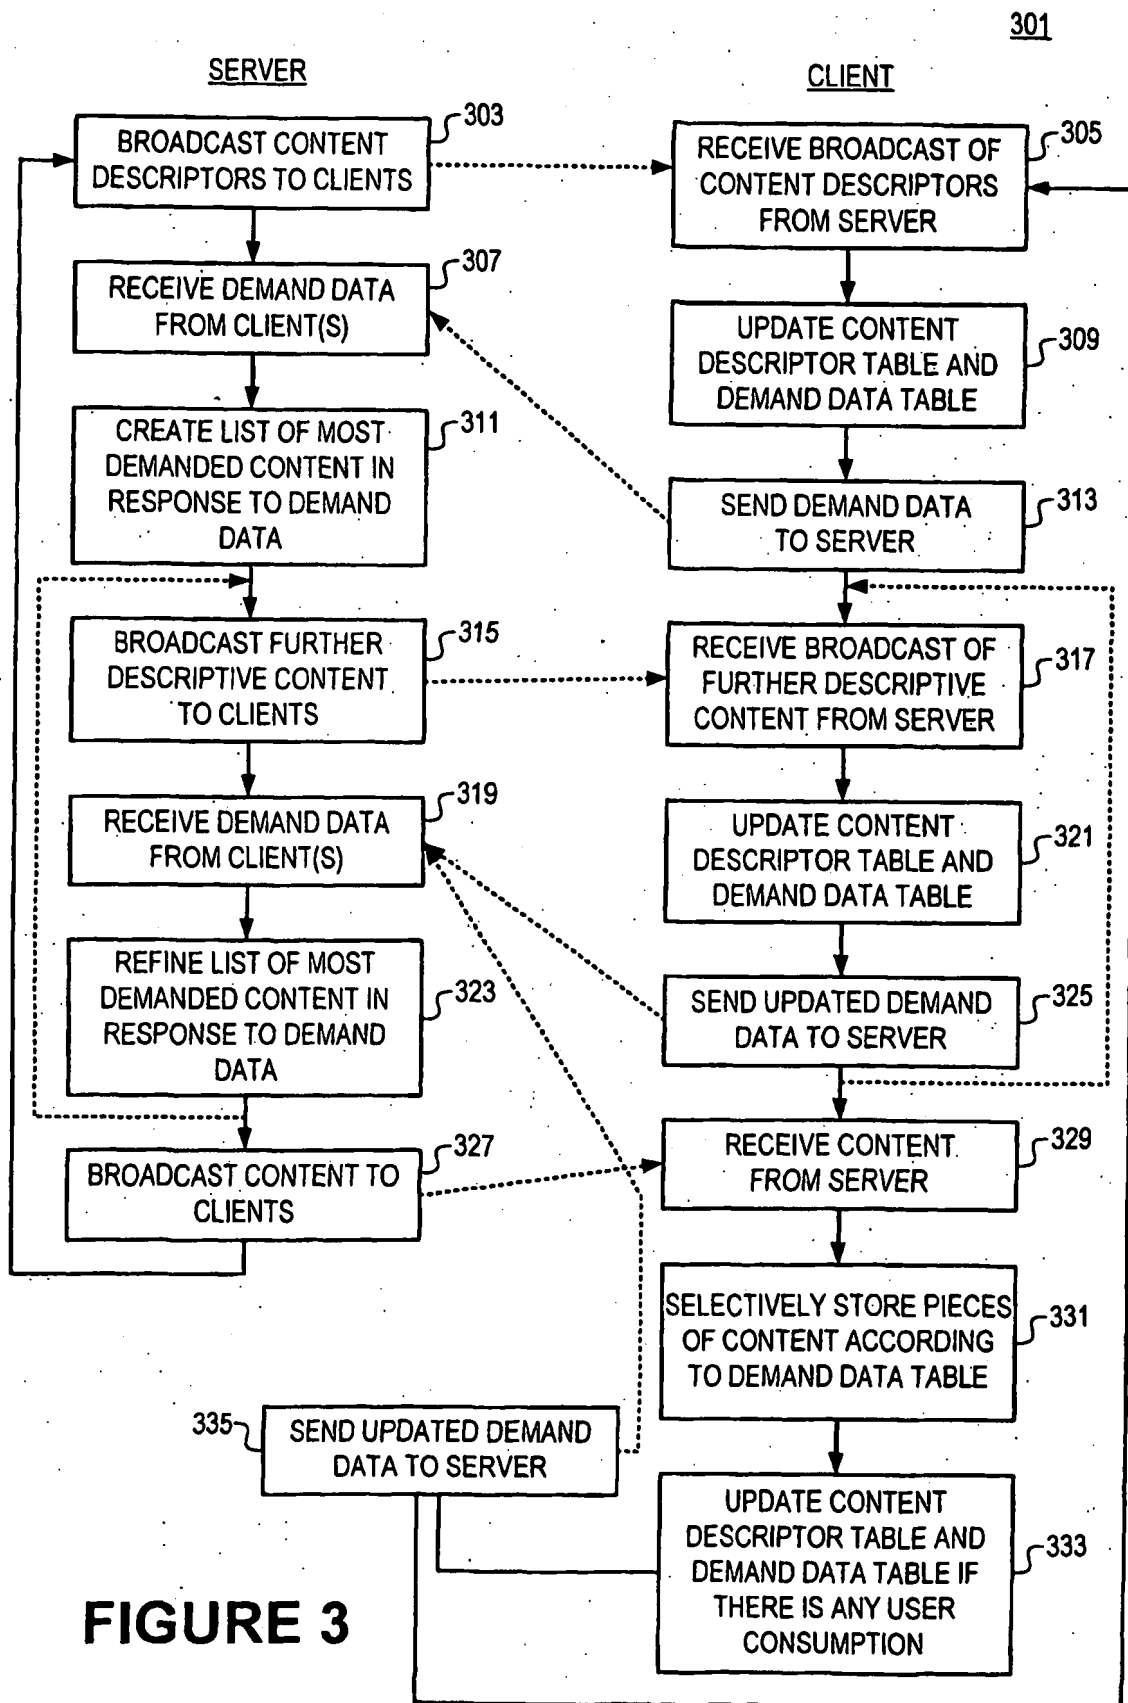 301
SERVER
CLIENT
303
BROADCAST CONTENT
DESCRIPTORS TO CLIENTS
305
RECEIVE BROADCAST OF
CONTENT DESCRIPTORS
FROM SERVER
307
RECEIVE DEMAND DATA
FROM CLIENT(S)
309
UPDATE CONTENT
DESCRIPTOR TABLE AND
DEMAND DATA TABLE
311
CREATE LIST OF MOST
DEMANDED CONTENT IN
RESPONSE TO DEMAND
DATA
313
SEND DEMAND DATA
TO SERVER
315
BROADCAST FURTHER
DESCRIPTIVE CONTENT
TO CLIENTS
317
RECEIVE BROADCAST OF
FURTHER DESCRIPTIVE
CONTENT FROM SERVER
319
RECEIVE DEMAND DATA
FROM CLIENT(S)
321
UPDATE CONTENT
DESCRIPTOR TABLE AND
DEMAND DATA TABLE
323
REFINE LIST OF MOST
DEMANDED CONTENT IN
RESPONSE TO DEMAND
DATA
325
SEND UPDATED DEMAND
DATA TO SERVER
327
BROADCAST CONTENT TO
CLIENTS
329
RECEIVE CONTENT
FROM SERVER
331
SELECTIVELY STORE PIECES
OF CONTENT ACCORDING
TO DEMAND DATA TABLE
335
SEND UPDATED DEMAND
DATA TO SERVER
333
UPDATE CONTENT
DESCRIPTOR TABLE AND
DEMAND DATA TABLE IF
THERE IS ANY USER
CONSUMPTION
FIGURE 3